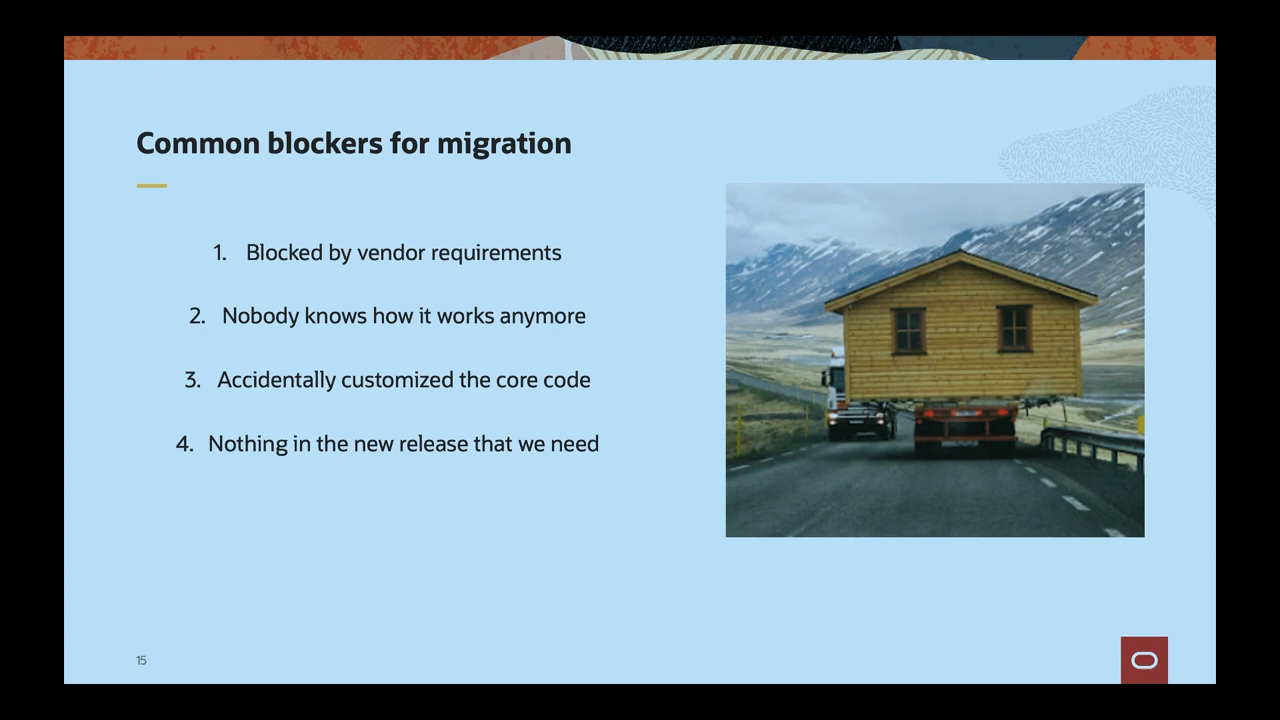 Common blockers for migration
1. Blocked by vendor requirements
2. Nobody knows how it works anymore
3. Accidentally customized the core code
4. Nothing in the new release that we need
15